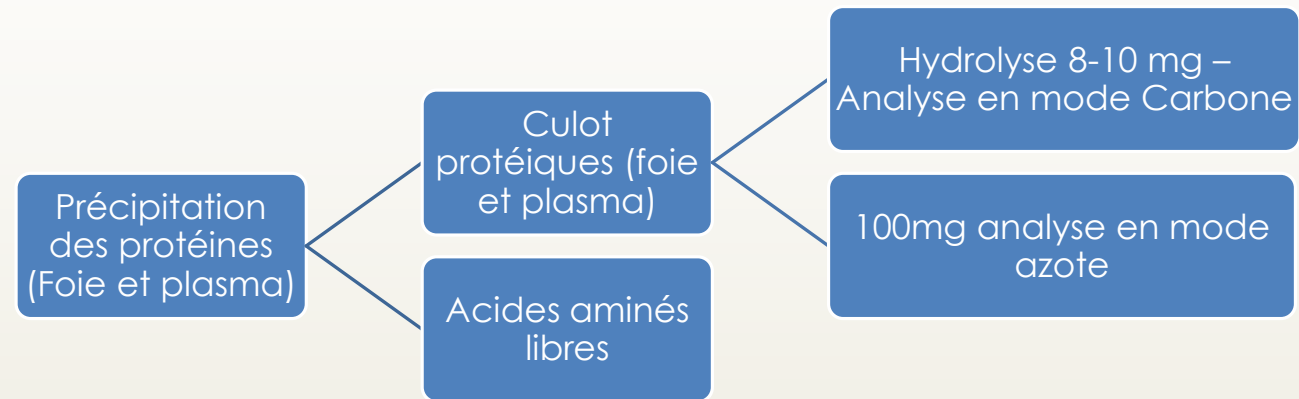 Précipitation
des protéines
(Foie et plasma)
Culot
protéiques (foie
et plasma)
Acides aminés
libres
Hydrolyse 8-10 mg –
Analyse en mode Carbone
100mg analyse en mode
azote